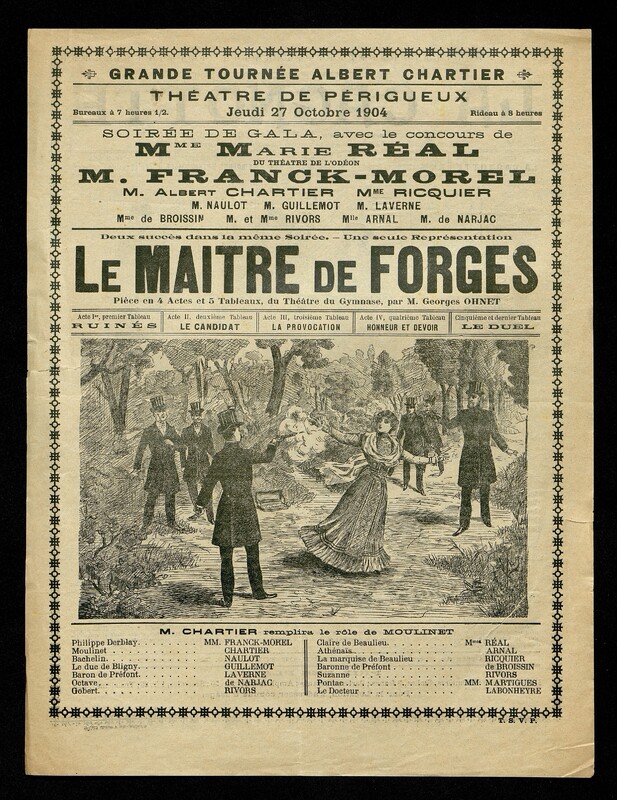 GRANDE TOURNÉE ALBERT CHARTIER
THÉATRE DE PÉRIGUEUX
Bureaux à 7 heures 1/2. Jeudi 27 Octobre 1904 Rideau à 8 heures
SOIRÉE DE GALA, avec le concours de
Mme Marie RÉAL
DU THÉATRE DE L'ODÉON
M. FRANCK-MOREL
M. Albert CHARTIER Mme RICQUIER
M. NAULOT M. GUILLEMOT M. LAVERNE
Mme de BROISSIN M. et Mme RIVORS Mlle ARNAL M. de NARJAC
Deux succès dans la même Soirée. – Une seule Représentation
LE MAITRE DE FORGES
Pièce en 4 Actes et 5 Tableaux, du Théatre du Gymnase, par M. Georges OHNET
Acte Ier, premier Tableau
RUINÉS
Acte II, deuxième Tableau
LE CANDIDAT
Acte III, troisième Tableau
LA PROVOCATION
Acte IV, quatrième Tableau
HONNEUR ET DEVOIR
Cinquième et dernier Tableau
LE DUEL
M. CHARTIER remplira le rôle de MOULINET
Philippe Derblay. MM. FRANCK-MOREL
Moulinet CHARTIER
Bachelin. NAULOT
Le duc de Bligny. GUILLEMOT
Baron de Préfont. LAVERNE
Octave. de NARJAC
Gobert. RIVORS
Claire de Beaulieu. Mmes RÉAL
Athénaïs. ARNAL
La marquise de Beaulieu RICQUIER
Baronne de Préfont de BROISSIN
Suzanne RIVORS
Pontac MM. MARTIGUES
Le Docteur LABONHEYRE
T. S. V. P.